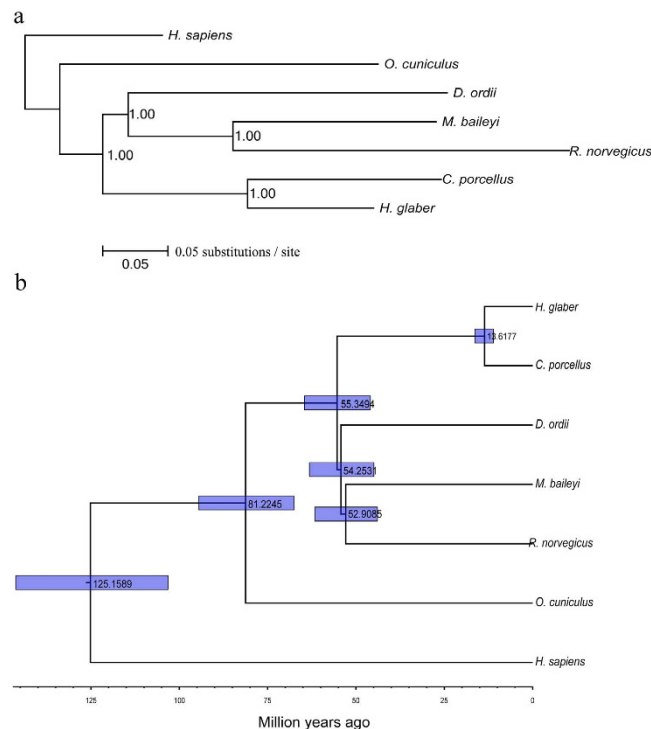 a
H. sapiens
O. cuniculus
D. ordii
1.00
M. baileyi
1.00
R. norvegicus
1.00
C. porcellus
1.00
H. glaber
0.05 substitutions / site
0.05
b
H. glaber
13.6177
C. porcellus
55.3494
D. ordii
54.2531
M. baileyi
81.2245
52.9085
R. norvegicus
125.1589
O. cuniculus
H. sapiens
125 100 75 50 25 0
Million years ago